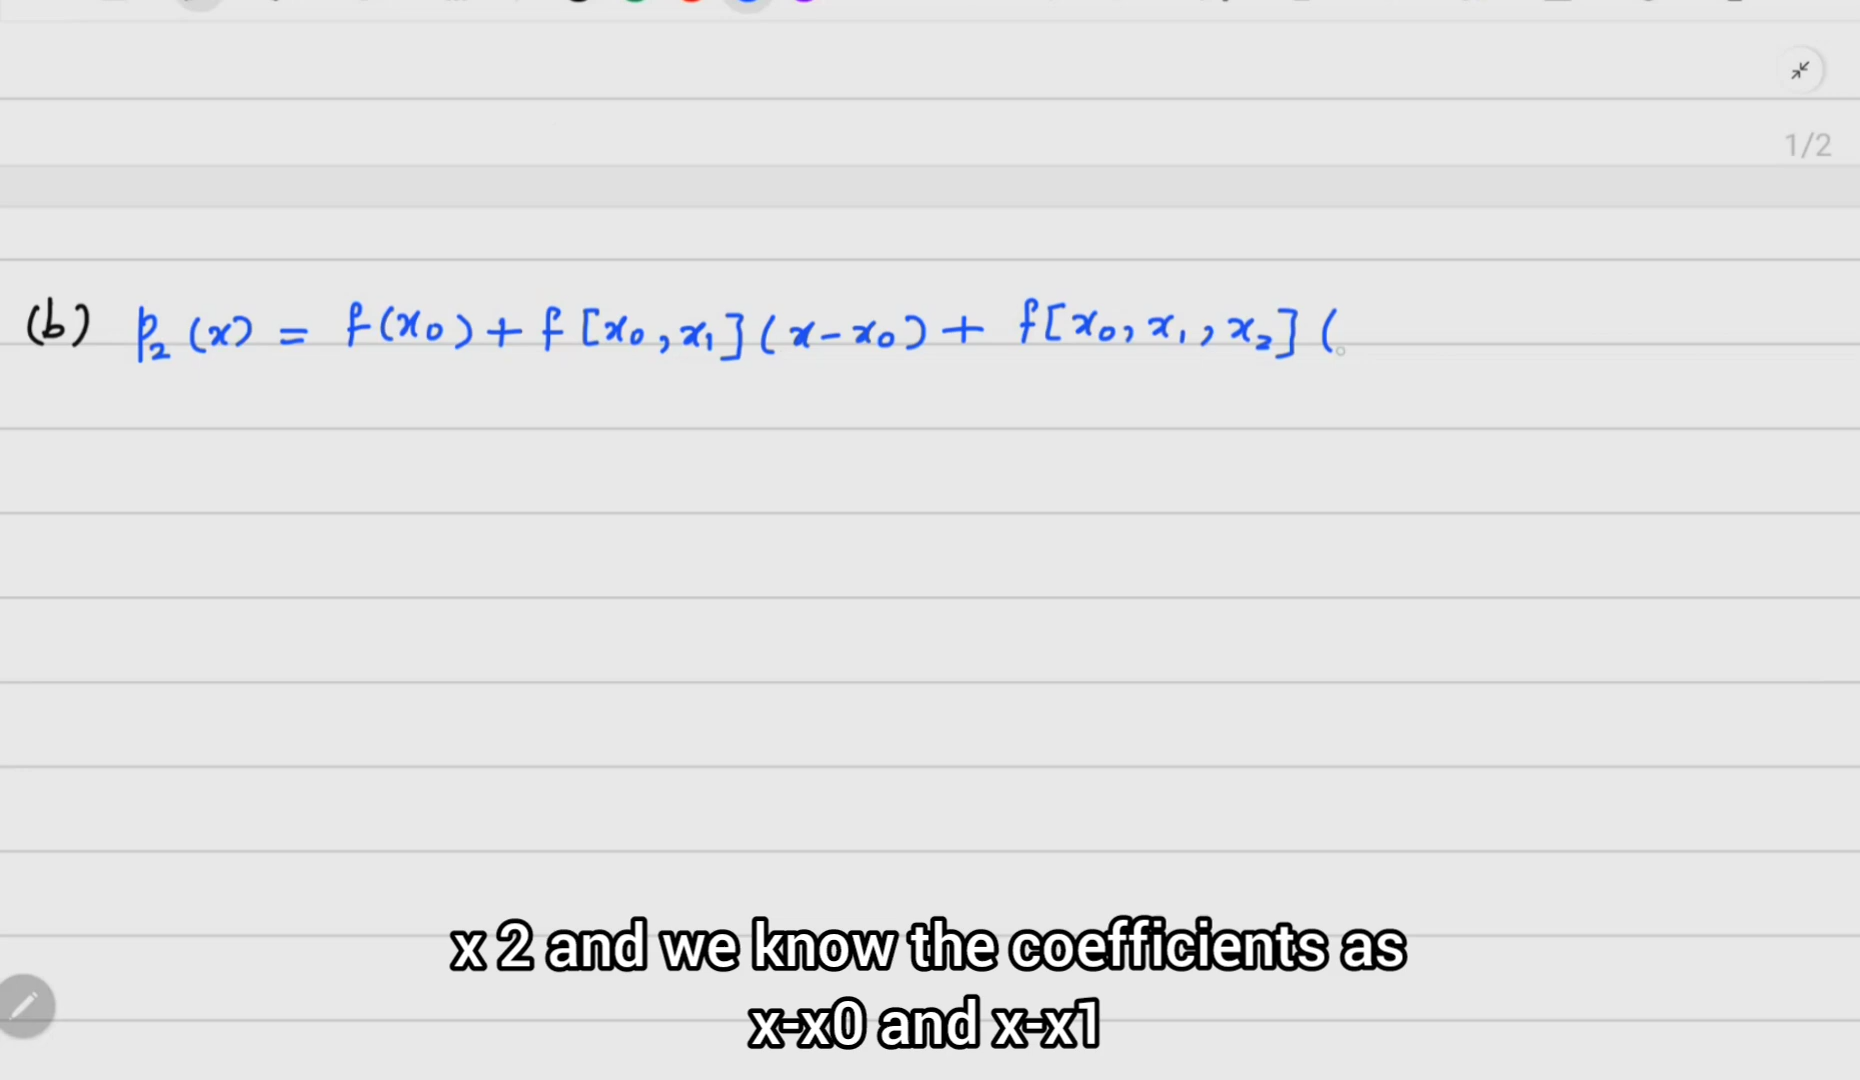 1/2
(b) P₂(x) = f(x₀) + f[x₀, x₁](x-x₀) + f[x₀, x₁, x₂](
x 2 and we know the coefficients as
x-x0 and x-x1